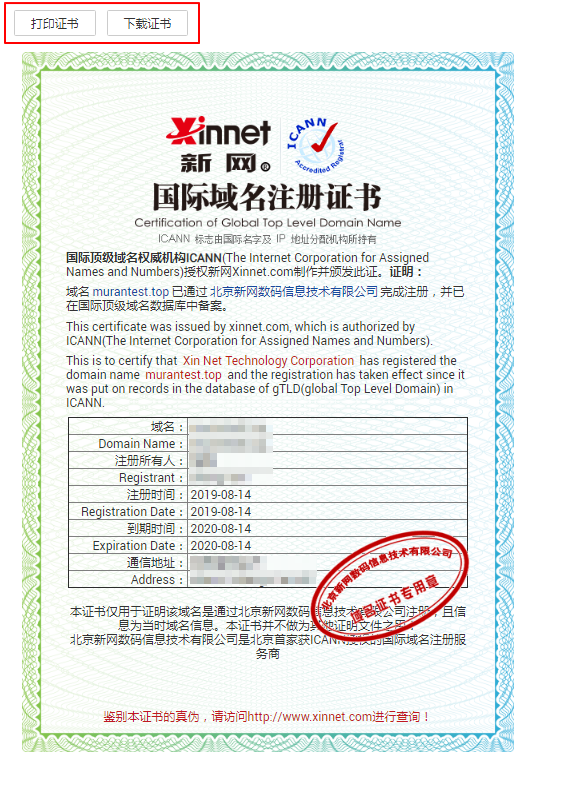 打印证书
下载证书
Xinnet
新网®
ICANN
Accredited Registrar
国际域名注册证书
Certification of Global Top Level Domain Name
ICANN 标志由国际名字及 IP 地址分配机构所持有
国际顶级域名权威机构ICANN(The Internet Corporation for Assigned
Names and Numbers)授权新网Xinnet.com制作并颁发此证。证明：
域名 murantest.top 已通过 北京新网数码信息技术有限公司 完成注册，并已
在国际顶级域名数据库中备案。
This certificate was issued by xinnet.com, which is authorized by
ICANN(The Internet Corporation for Assigned Names and Numbers).
This is to certify that Xin Net Technology Corporation has registered the
domain name murantest.top and the registration has taken effect since it
was put on records in the database of gTLD(global Top Level Domain) in
ICANN.
域名：
Domain Name：
注册所有人：
Registrant：
注册时间：2019-08-14
Registration Date：2019-08-14
到期时间：2020-08-14
Expiration Date：2020-08-14
通信地址：
Address：
北京新网数码信息技术有限公司
域名证书专用章
本证书仅用于证明该域名是通过北京新网数码信息技术有限公司注册，且信
息为当时域名信息。本证书并不做为其他证明文件之用！
北京新网数码信息技术有限公司是北京首家获ICANN授权的国际域名注册服
务商
鉴别本证书的真伪，请访问http://www.xinnet.com进行查询！